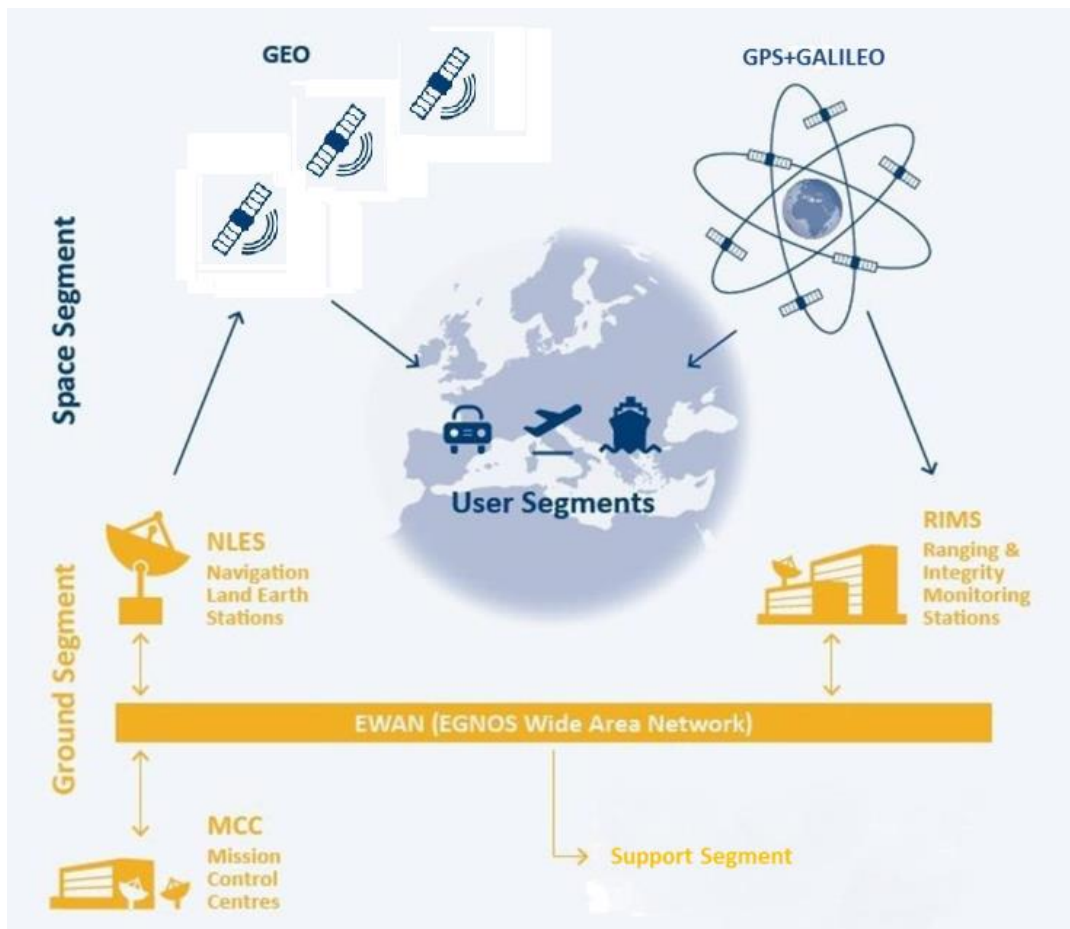 GEO
GPS+GALILEO
Space Segment
User Segments
NLES
Navigation
Land Earth
Stations
RIMS
Ranging &
Integrity
Monitoring
Stations
Ground Segment
EWAN (EGNOS Wide Area Network)
MCC
Mission
Control
Centres
Support Segment